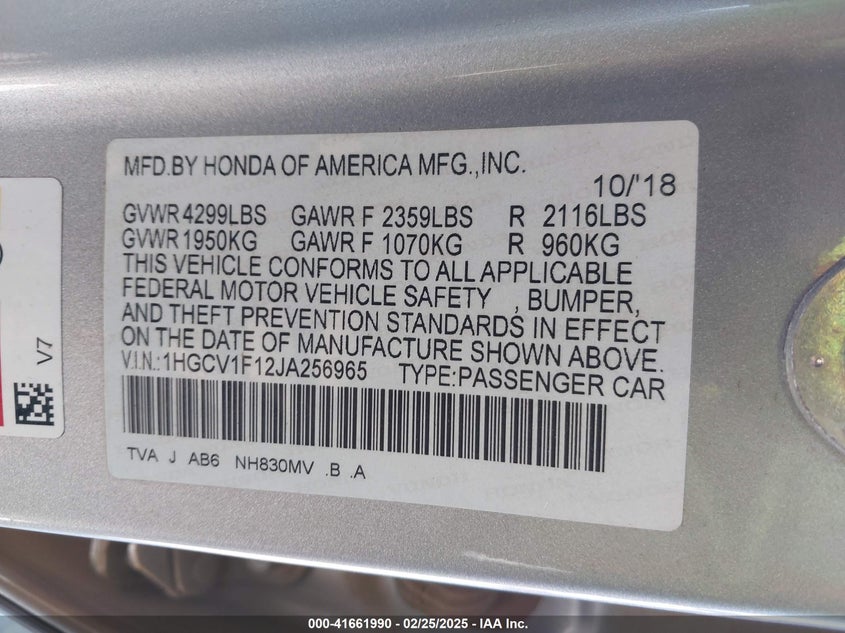 MFD.BY HONDA OF AMERICA MFG.,INC.
10/'18
GVWR 4299LBS GAWR F 2359LBS R 2116LBS
GVWR 1950KG GAWR F 1070KG R 960KG
THIS VEHICLE CONFORMS TO ALL APPLICABLE
FEDERAL MOTOR VEHICLE SAFETY , BUMPER,
AND THEFT PREVENTION STANDARDS IN EFFECT
ON THE DATE OF MANUFACTURE SHOWN ABOVE.
V.I.N.:1HGCV1F12JA256965 TYPE:PASSENGER CAR
TVA J AB6 NH830MV .B .A
V7
000-41661990 — 02/25/2025 — IAA Holdings, LLC/IAA, Inc.